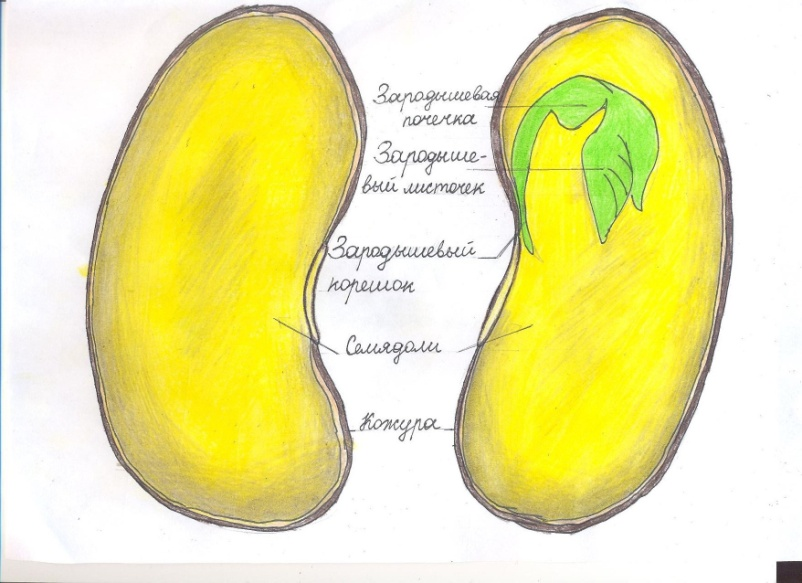 Зародышевая
почечка
Зародыше-
вый листочек
Зародышевый
корешок
Семядоли
Кожура